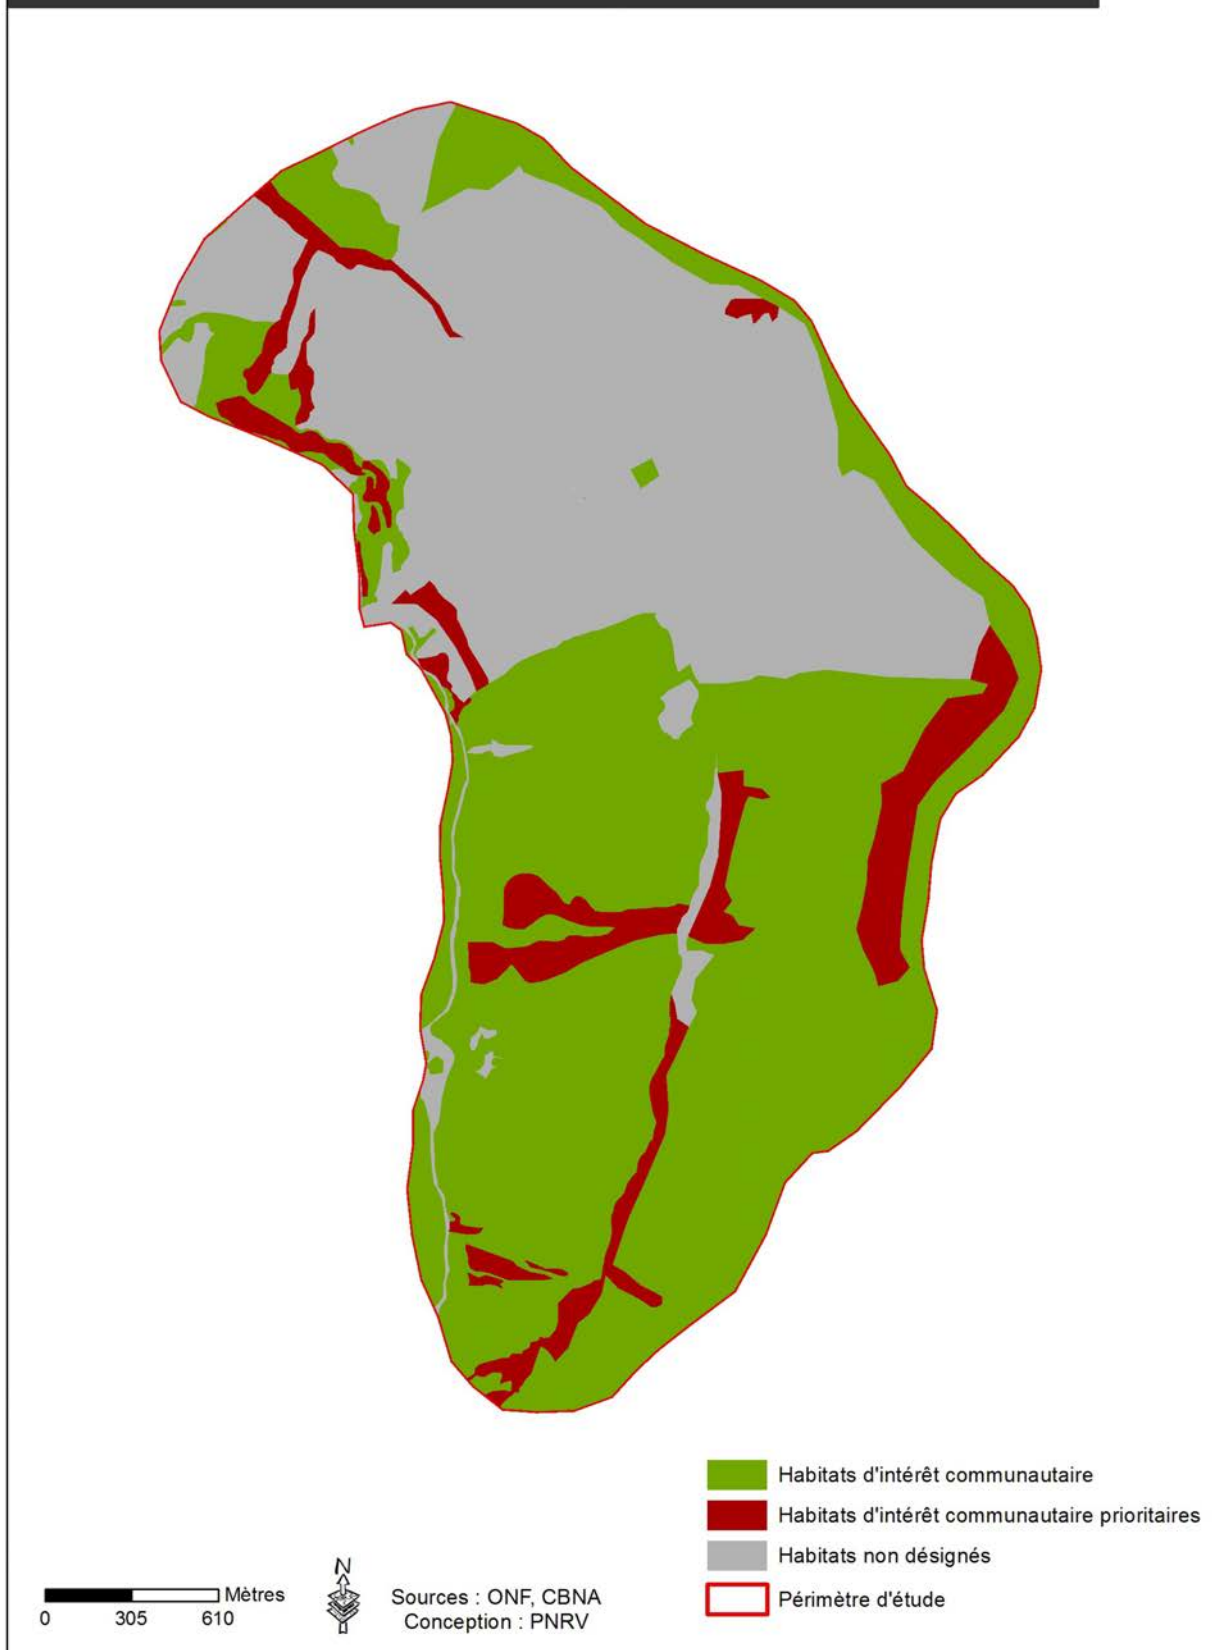 Habitats d'intérêt communautaire
Habitats d'intérêt communautaire prioritaires
Habitats non désignés
Périmètre d'étude
N
Mètres
0 305 610
Sources : ONF, CBNA
Conception : PNRV